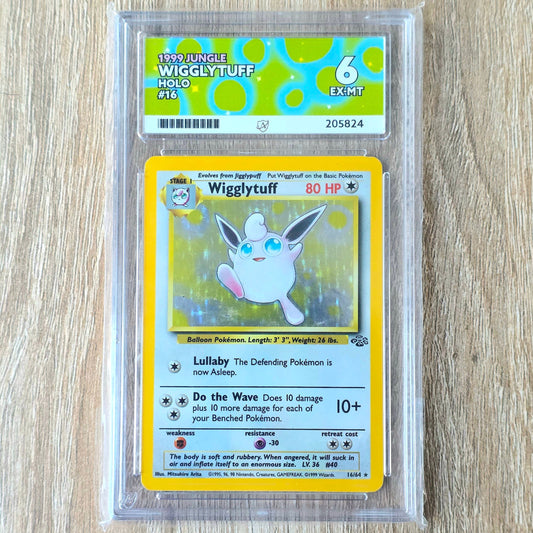 1999 JUNGLE
WIGGLYTUFF
HOLO
#16
6
EX-MT
205824
Evolves from Jigglypuff Put Wigglytuff on the Basic Pokémon
STAGE 1
Wigglytuff 80 HP
Balloon Pokémon. Length: 3' 3", Weight: 26 lbs.
Lullaby The Defending Pokémon is
now Asleep.
Do the Wave Does 10 damage
plus 10 more damage for each of
your Benched Pokémon.
10+
weakness resistance retreat cost
-30
The body is soft and rubbery. When angered, it will suck in
air and inflate itself to an enormous size. LV. 36 #40
Illus. Mitsuhiro Arita ©1995, 96, 98 Nintendo, Creatures, GAMEFREAK. ©1999 Wizards. 16/64 ★